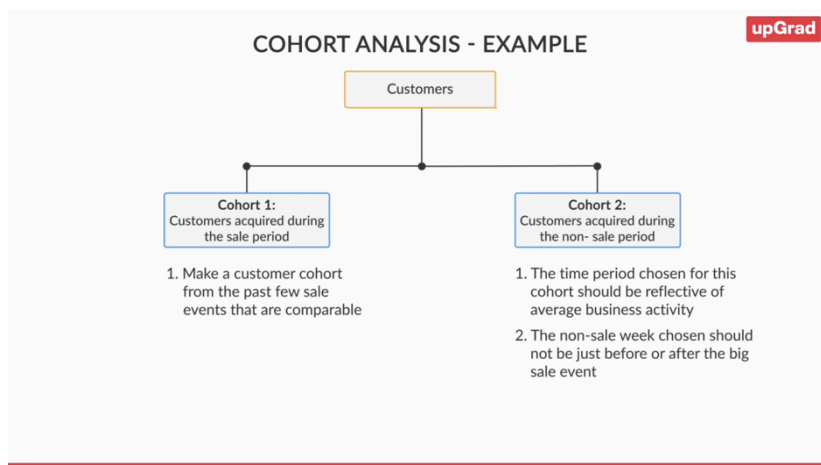 upGrad
COHORT ANALYSIS - EXAMPLE
Customers
Cohort 1:
Customers acquired during
the sale period
1. Make a customer cohort
from the past few sale
events that are comparable
Cohort 2:
Customers acquired during
the non- sale period
1. The time period chosen for this
cohort should be reflective of
average business activity
2. The non-sale week chosen should
not be just before or after the big
sale event